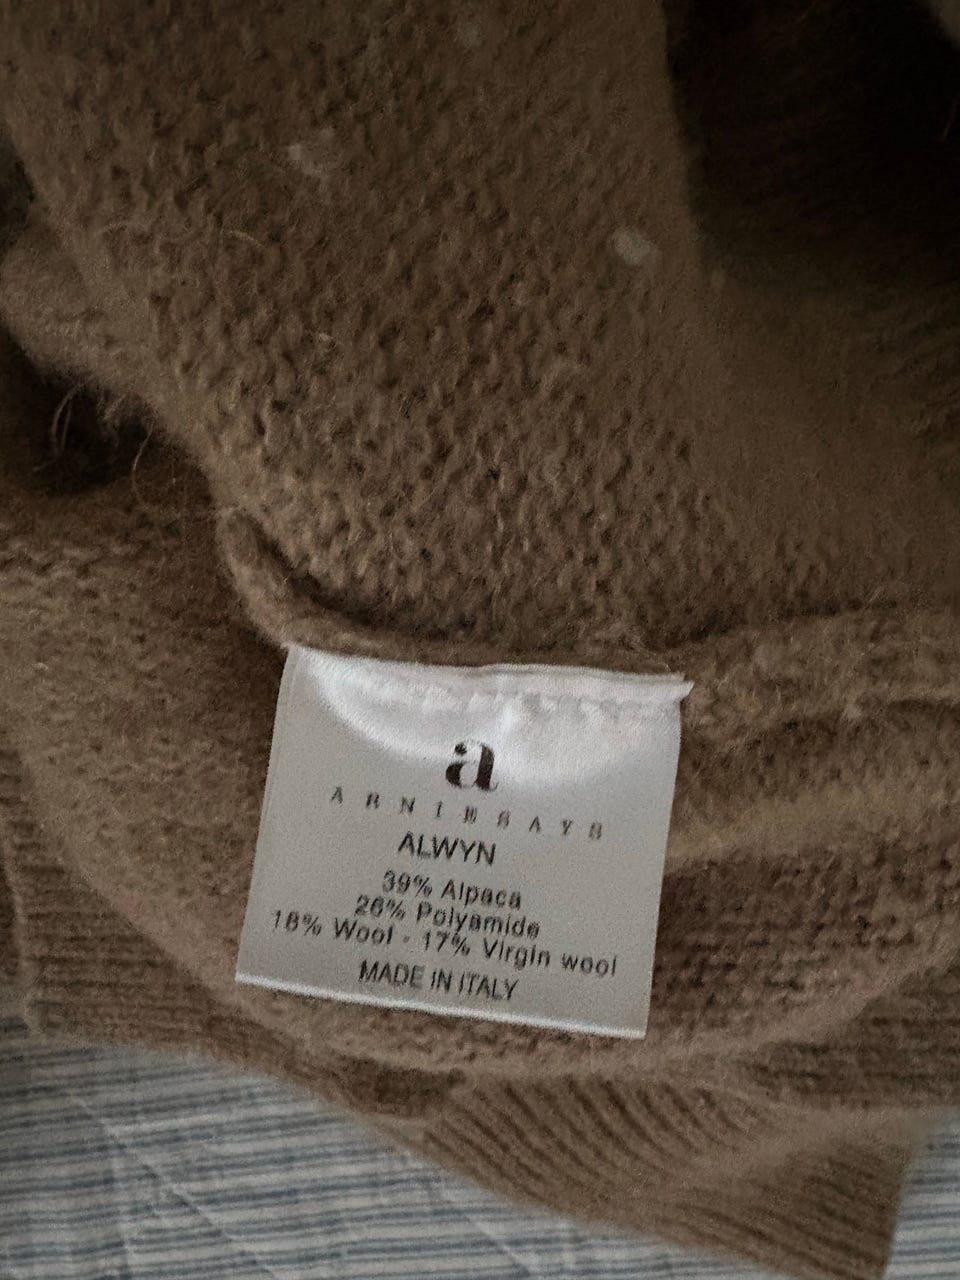 a
ARNIESAYS
ALWYN
39% Alpaca
26% Polyamide
18% Wool - 17% Virgin wool
MADE IN ITALY